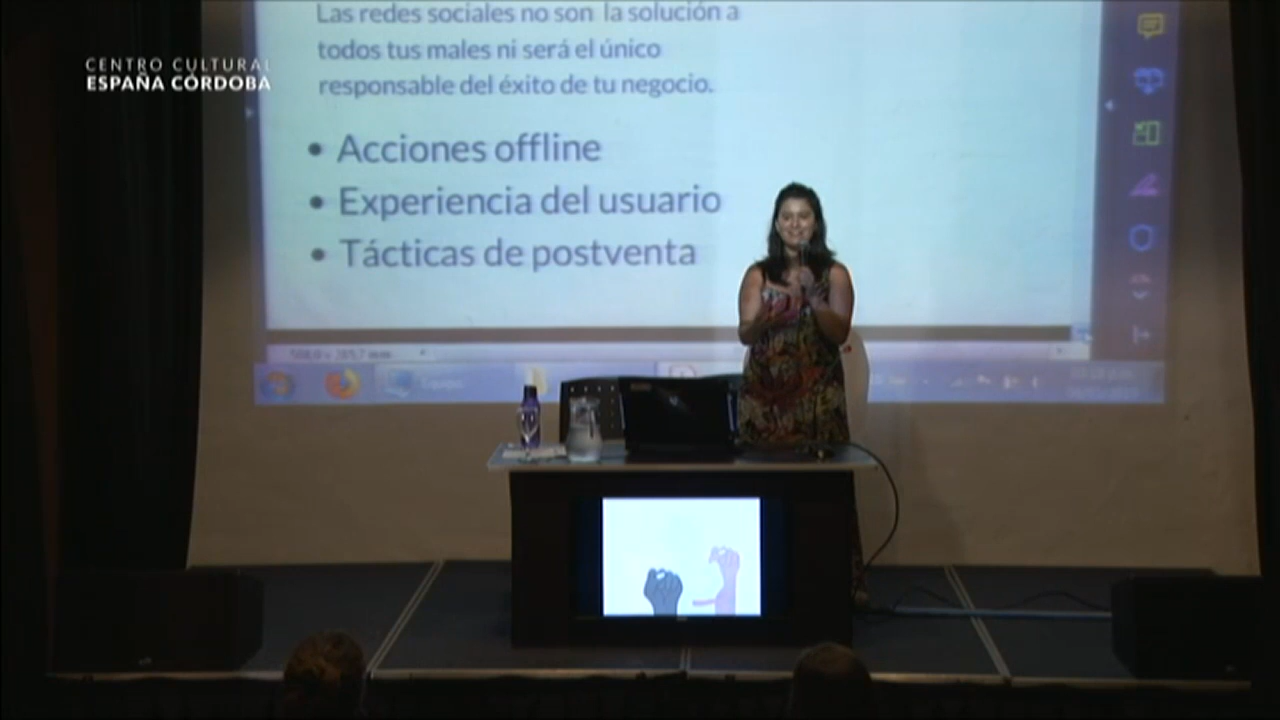 Las redes sociales no son la solución a
todos tus males ni será el único
responsable del éxito de tu negocio.
CENTRO CULTURAL
ESPAÑA CÓRDOBA
• Acciones offline
• Experiencia del usuario
• Tácticas de postventa